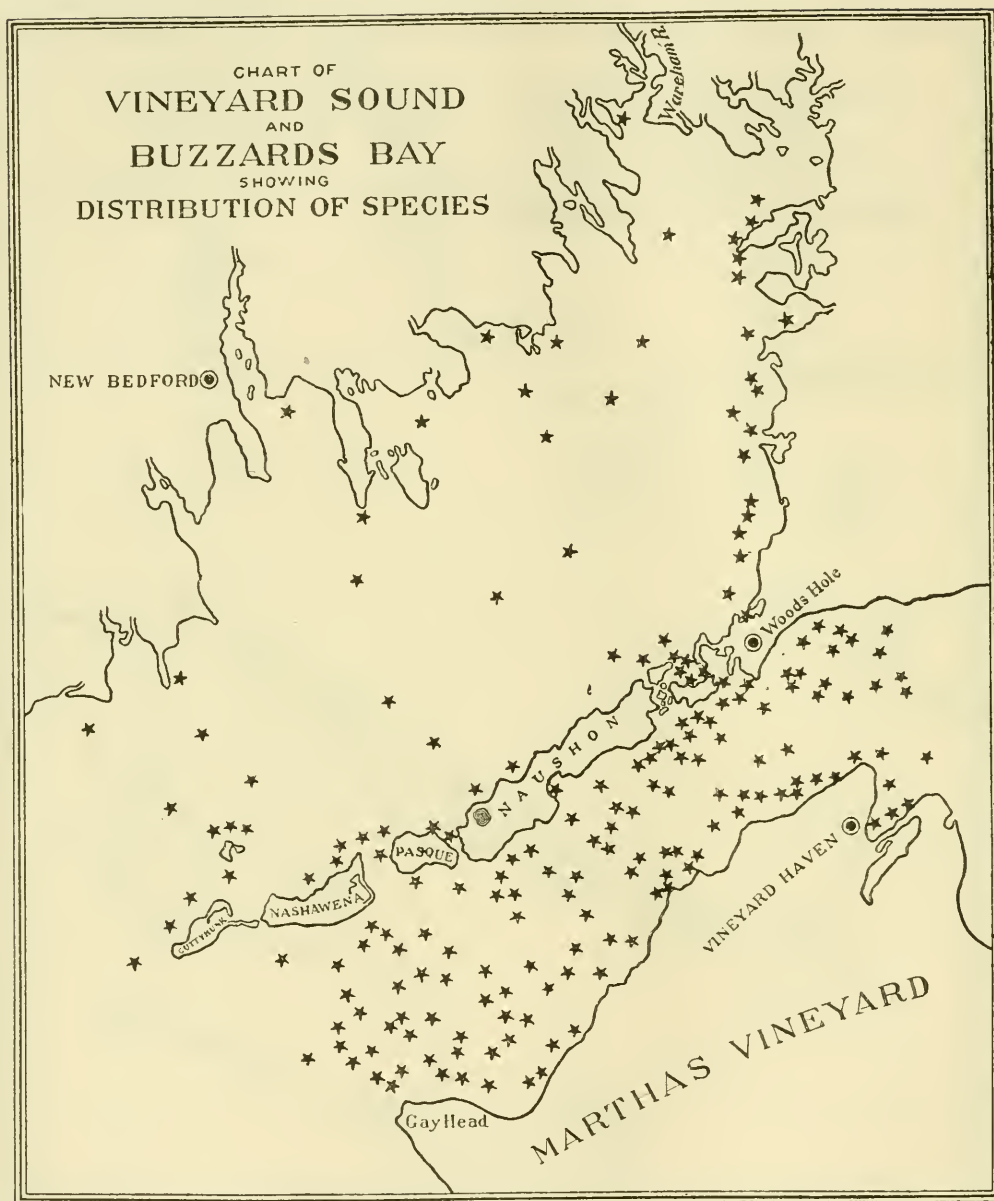 CHART OF
VINEYARD SOUND
AND
BUZZARDS BAY
SHOWING
DISTRIBUTION OF SPECIES
Wareham R.
NEW BEDFORD
Woods Hole
NAUSHON
PASQUE
NASHAWENA
CUTTYHUNK
VINEYARD HAVEN
MARTHAS VINEYARD
Gay Head